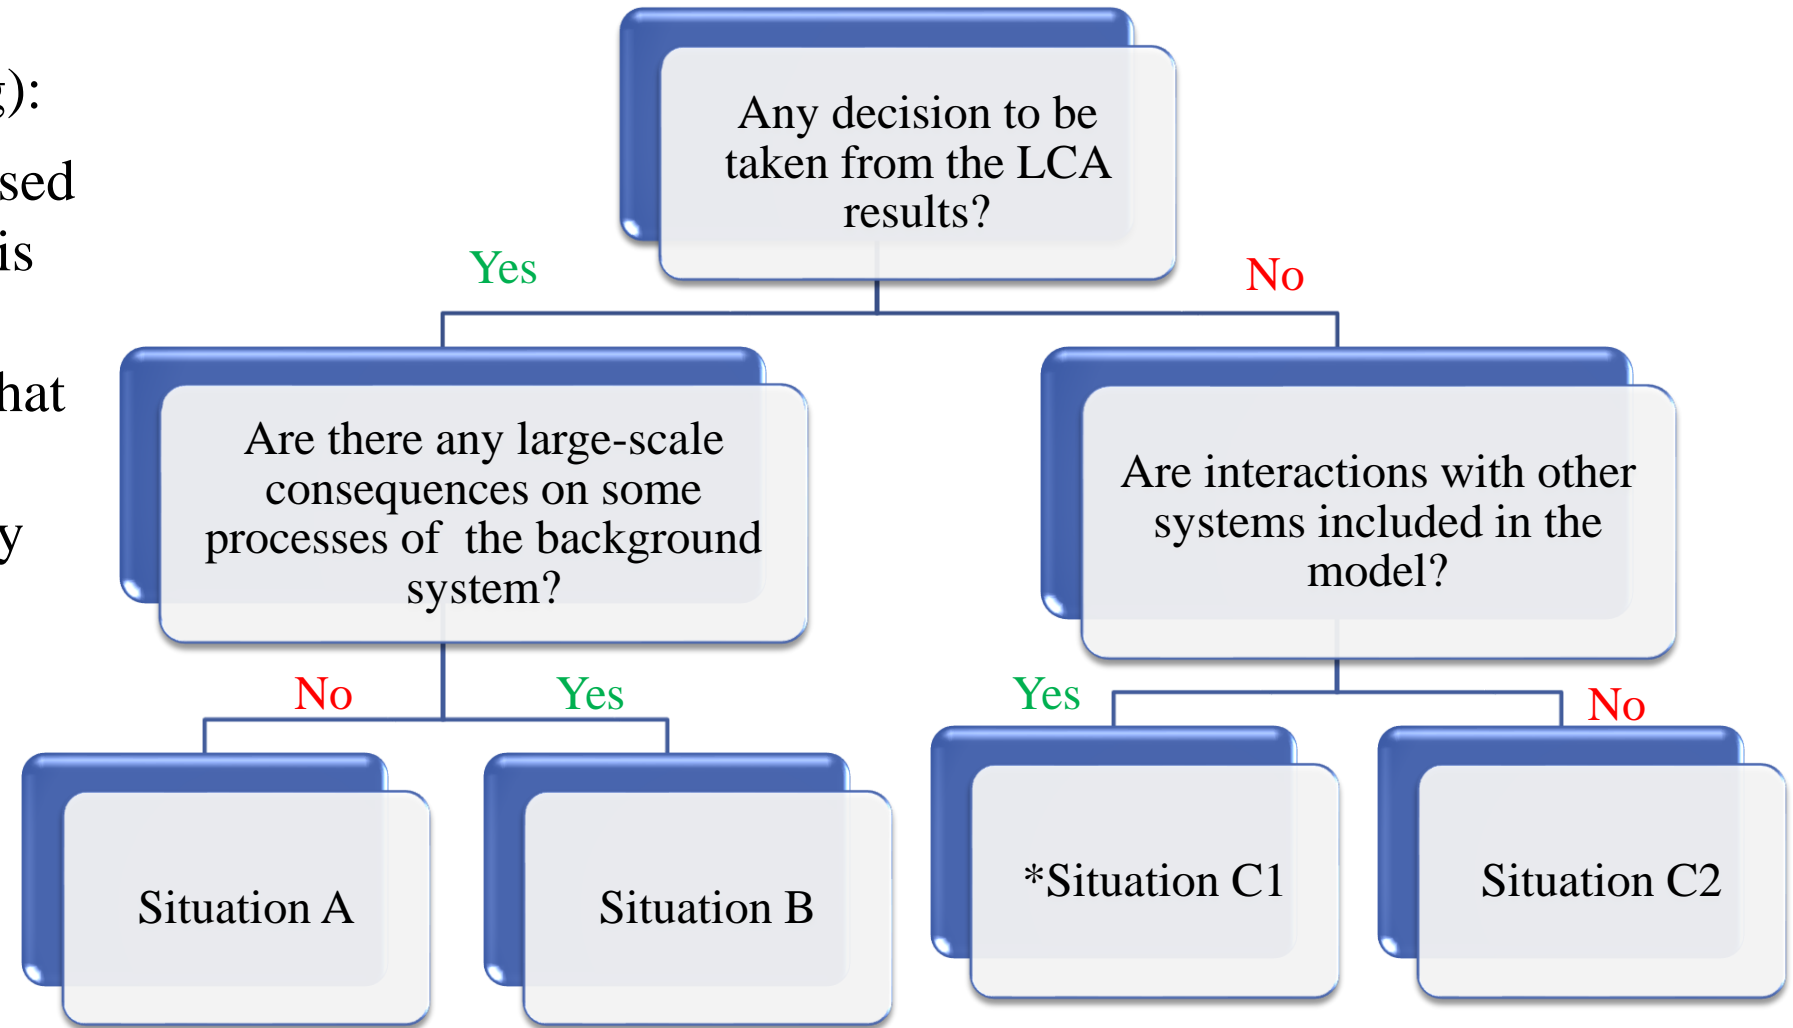 g):
sed
is
hat
y
Any decision to be
taken from the LCA
results?
Yes
No
Are there any large-scale
consequences on some
processes of the background
system?
Are interactions with other
systems included in the
model?
No
Yes
Yes
No
Situation A
Situation B
*Situation C1
Situation C2